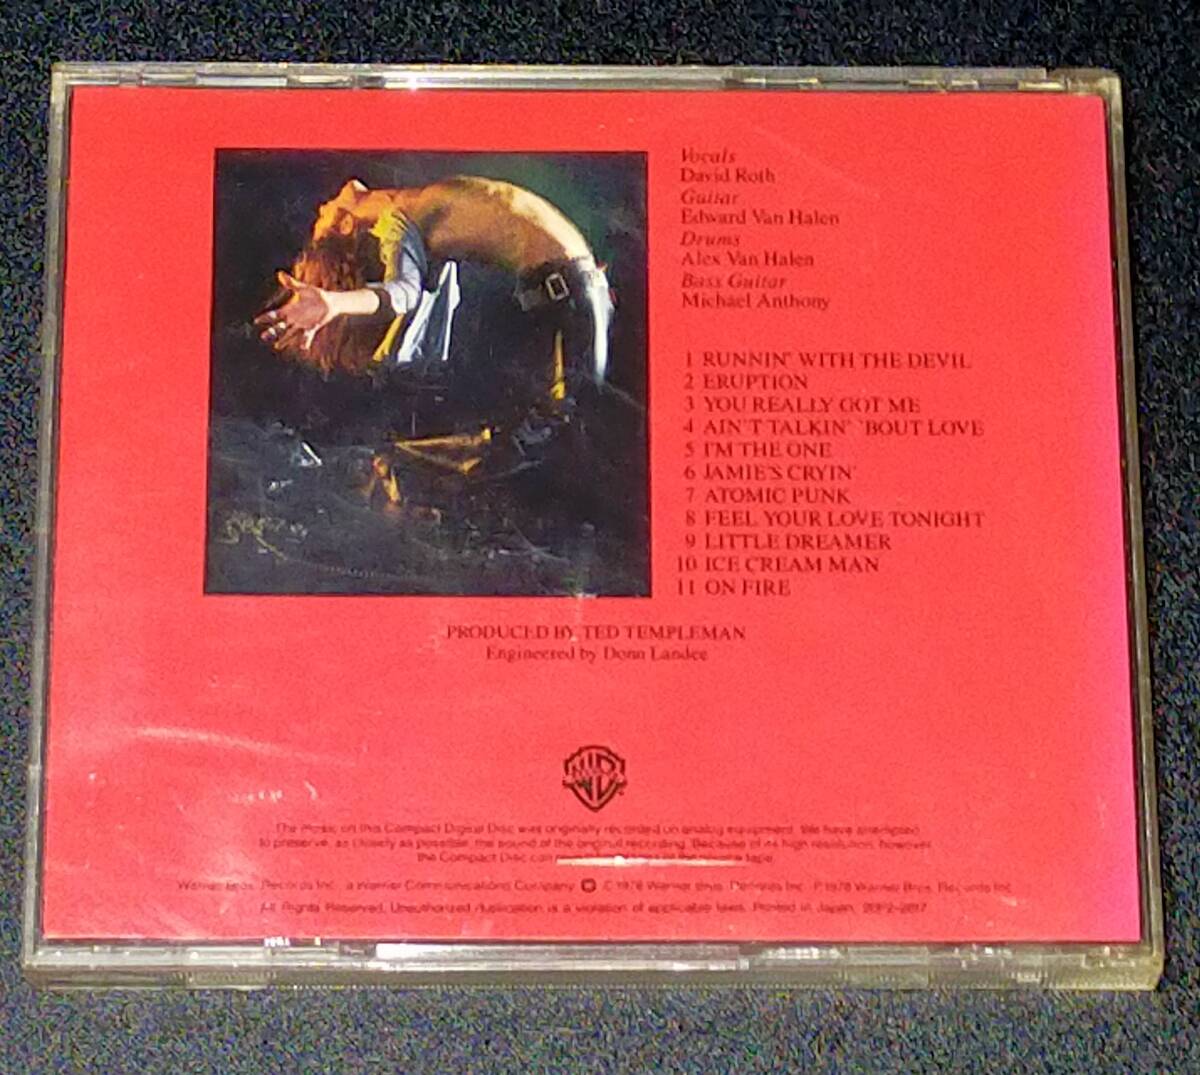 Vocals
David Roth
Guitar
Edward Van Halen
Drums
Alex Van Halen
Bass Guitar
Michael Anthony
1 RUNNIN' WITH THE DEVIL
2 ERUPTION
3 YOU REALLY GOT ME
4 AIN'T TALKIN' 'BOUT LOVE
5 I'M THE ONE
6 JAMIE'S CRYIN'
7 ATOMIC PUNK
8 FEEL YOUR LOVE TONIGHT
9 LITTLE DREAMER
10 ICE CREAM MAN
11 ON FIRE
PRODUCED BY TED TEMPLEMAN
Engineered by Donn Landee
The music on this Compact Digital Disc was originally recorded on analog equipment. We have attempted
to preserve, as closely as possible, the sound of the original recording. Because of its high resolution, however,
the Compact Disc can tape.
Warner Bros. Records Inc., a Warner Communications Company © 1978 Warner Bros. Records Inc. ℗ 1978 Warner Bros. Records Inc.
All Rights Reserved. Unauthorized duplication is a violation of applicable laws. Printed in Japan. 20P2-2617